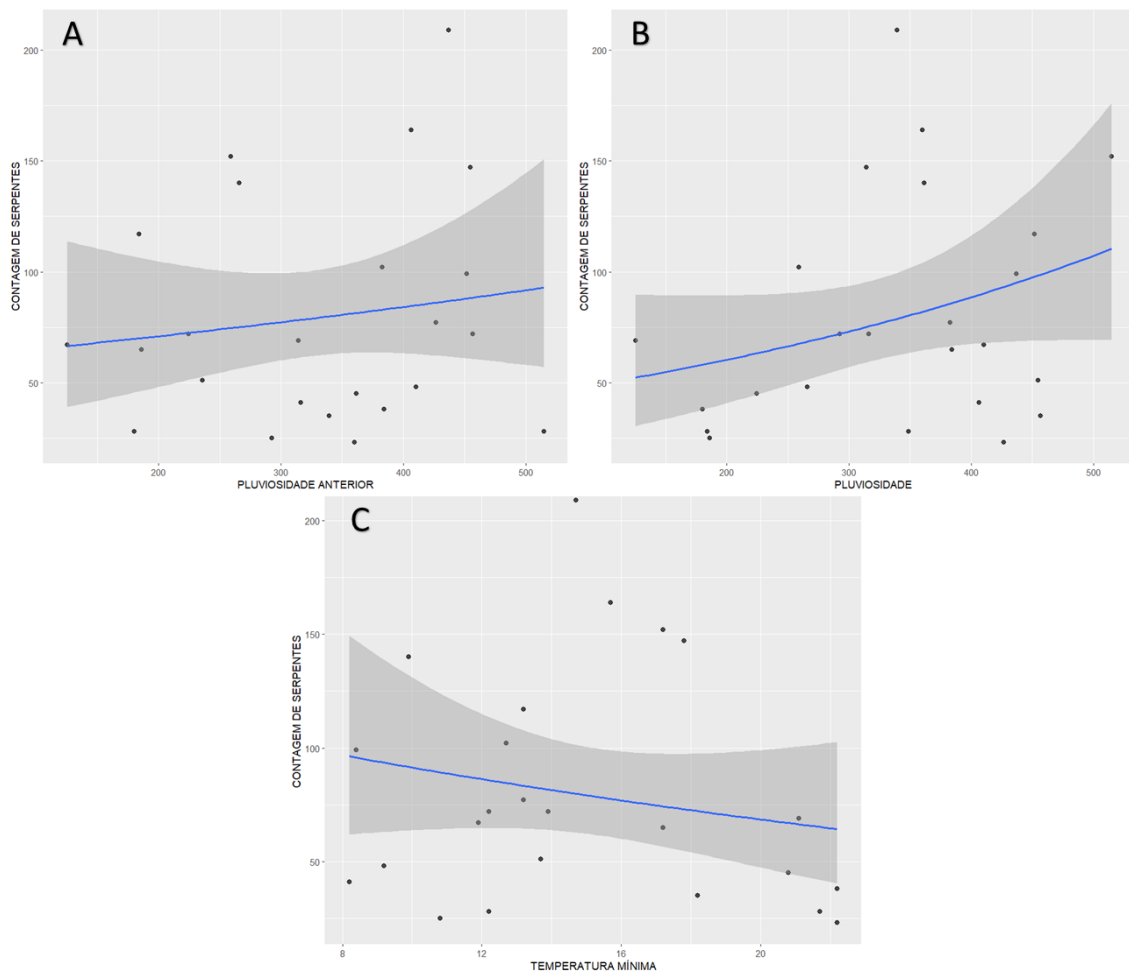 A
200
150
100
50
CONTAGEM DE SERPENTES
200
300
400
500
PLUVIOSIDADE ANTERIOR
B
200
150
100
50
CONTAGEM DE SERPENTES
200
300
400
500
PLUVIOSIDADE
C
200
150
100
50
CONTAGEM DE SERPENTES
8
12
16
20
TEMPERATURA MÍNIMA